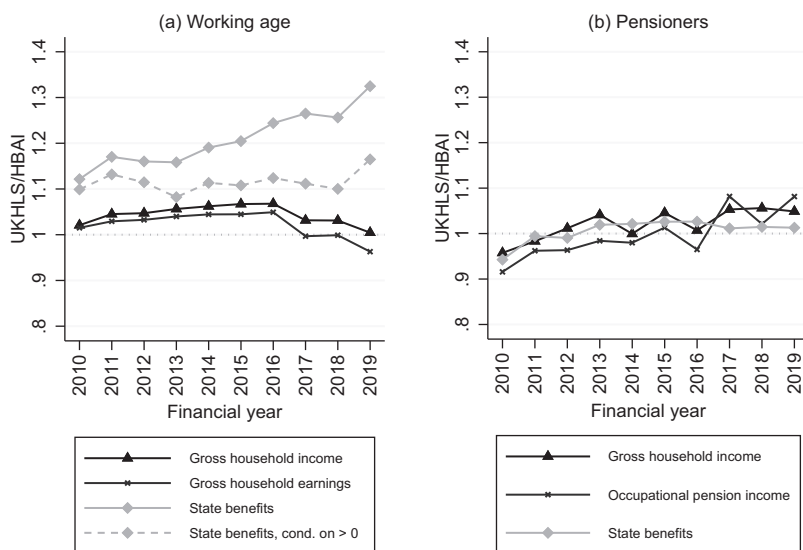 (a) Working age
UKHLS/HBAI
1.4
1.3
1.2
1.1
1
.9
.8
2010
2011
2012
2013
2014
2015
2016
2017
2018
2019
Financial year
Gross household income
Gross household earnings
State benefits
State benefits, cond. on > 0
(b) Pensioners
UKHLS/HBAI
1.4
1.3
1.2
1.1
1
.9
.8
2010
2011
2012
2013
2014
2015
2016
2017
2018
2019
Financial year
Gross household income
Occupational pension income
State benefits